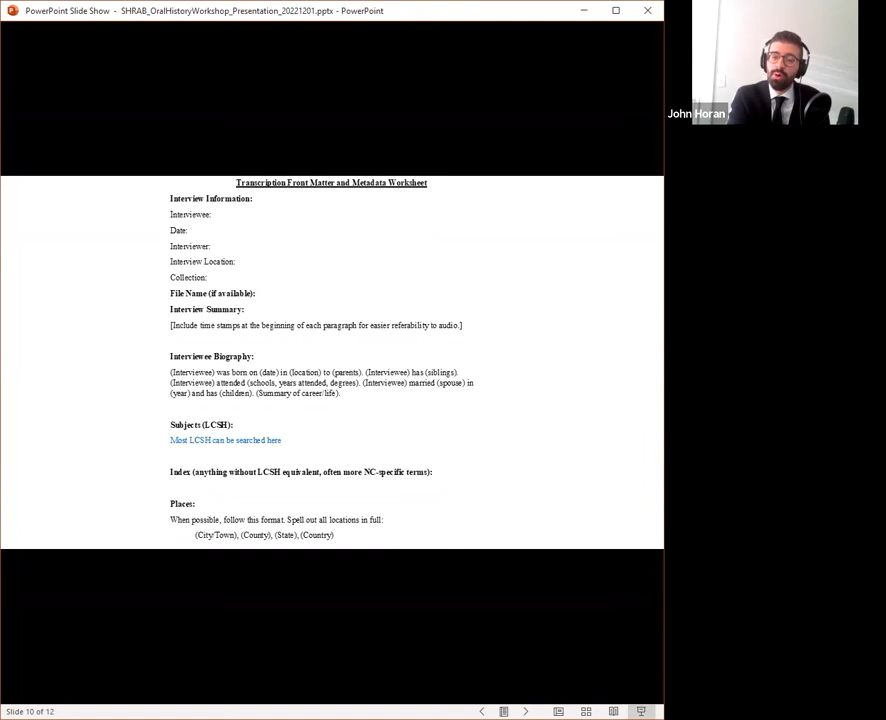 PowerPoint Slide Show - SHRAB_OralHistoryWorkshop_Presentation_20221201.pptx - PowerPoint
John Horan
Transcription Front Matter and Metadata Worksheet
Interview Information:
Interviewee:
Date:
Interviewer:
Interview Location:
Collection:
File Name (if available):
Interview Summary:
[Include time stamps at the beginning of each paragraph for easier referability to audio.]
Interviewee Biography:
(Interviewee) was born on (date) in (location) to (parents). (Interviewee) has (siblings).
(Interviewee) attended (schools, years attended, degrees). (Interviewee) married (spouse) in
(year) and has (children). (Summary of career/life).
Subjects (LCSH):
Most LCSH can be searched here
Index (anything without LCSH equivalent, often more NC-specific terms):
Places:
When possible, follow this format. Spell out all locations in full:
(City/Town), (County), (State), (Country)
Slide 10 of 12